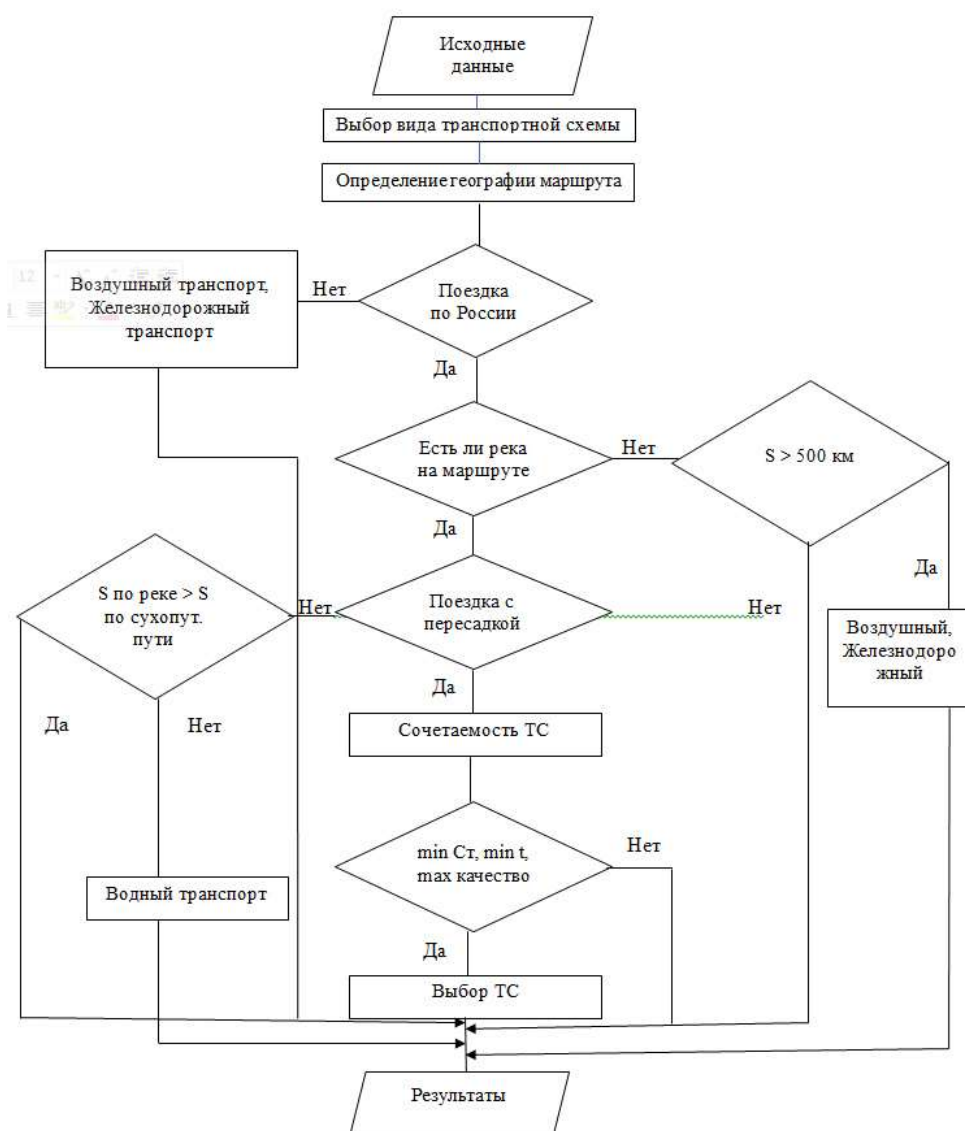 Исходные
данные
Выбор вида транспортной схемы
Определение географии маршрута
12
Воздушный транспорт,
Железнодорожный
транспорт
Нет
Поездка
по России
Да
Есть ли река
на маршруте
Нет
S > 500 км
Да
Да
S по реке > S
по сухопут.
пути
Нет
Поездка с
пересадкой
Нет
Воздушный,
Железнодоро
жный
Да
Да
Нет
Сочетаемость ТС
min Ст, min t,
max качество
Нет
Водный транспорт
Да
Выбор ТС
Результаты